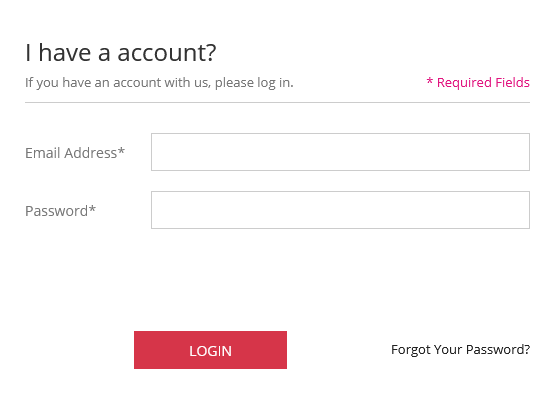 I have a account?
If you have an account with us, please log in.
* Required Fields
Email Address*
Password*
LOGIN
Forgot Your Password?